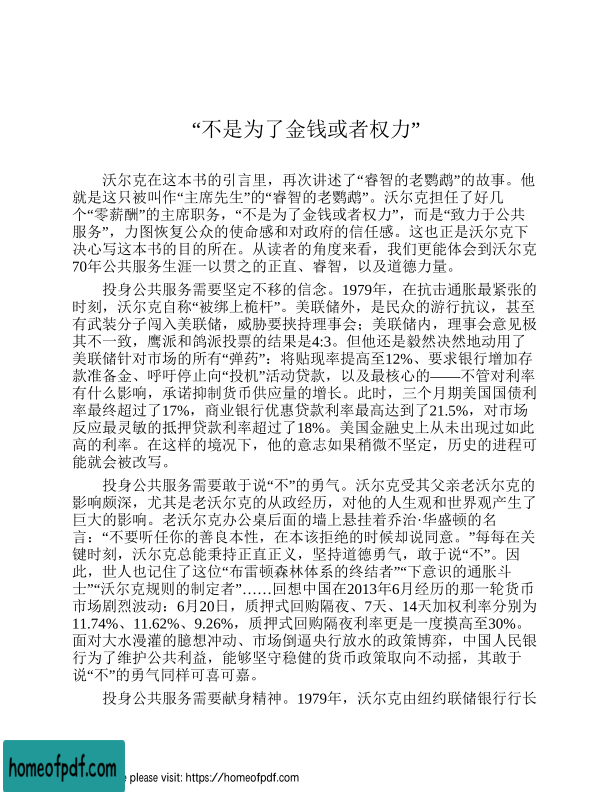 “不是为了金钱或者权力”
沃尔克在这本书的引言里，再次讲述了“睿智的老鹦鹉”的故事。他
就是这只被叫作“主席先生”的“睿智的老鹦鹉”。沃尔克担任了好几
个“零薪酬”的主席职务，“不是为了金钱或者权力”，而是“致力于公共
服务”，力图恢复公众的使命感和对政府的信任感。这也正是沃尔克下
决心写这本书的目的所在。从读者的角度来看，我们更能体会到沃尔克
70年公共服务生涯一以贯之的正直、睿智，以及道德力量。
投身公共服务需要坚定不移的信念。1979年，在抗击通胀最紧张的
时刻，沃尔克自称“被绑上桅杆”。美联储外，是民众的游行抗议，甚至
有武装分子闯入美联储，威胁要挟持理事会；美联储内，理事会意见极
其不一致，鹰派和鸽派投票的结果是4:3。但他还是毅然决然地动用了
美联储针对市场的所有“弹药”：将贴现率提高至12%、要求银行增加存
款准备金、呼吁停止向“投机”活动贷款，以及最核心的——不管对利率
有什么影响，承诺抑制货币供应量的增长。此时，三个月期美国国债利
率最终超过了17%，商业银行优惠贷款利率最高达到了21.5%，对市场
反应最灵敏的抵押贷款利率超过了18%。美国金融史上从未出现过如此
高的利率。在这样的境况下，他的意志如果稍微不坚定，历史的进程可
能就会被改写。
投身公共服务需要敢于说“不”的勇气。沃尔克受其父亲老沃尔克的
影响颇深，尤其是老沃尔克的从政经历，对他的人生观和世界观产生了
巨大的影响。老沃尔克办公桌后面的墙上悬挂着乔治·华盛顿的名
言：“不要听任你的善良本性，在本该拒绝的时候却说同意。”每每在关
键时刻，沃尔克总能秉持正直正义，坚持道德勇气，敢于说“不”。因
此，世人也记住了这位“布雷顿森林体系的终结者”“下意识的通胀斗
士”“沃尔克规则的制定者”……回想中国在2013年6月经历的那一轮货币
市场剧烈波动：6月20日，质押式回购隔夜、7天、14天加权利率分别为
11.74%、11.62%、9.26%，质押式回购隔夜利率更是一度摸高至30%。
面对大水漫灌的臆想冲动、市场倒逼央行放水的政策博弈，中国人民银
行为了维护公共利益，能够坚守稳健的货币政策取向不动摇，其敢于
说“不”的勇气同样可喜可嘉。
投身公共服务需要献身精神。1979年，沃尔克由纽约联储银行行长
homeofpdf.com
e please visit: https://homeofpdf.com